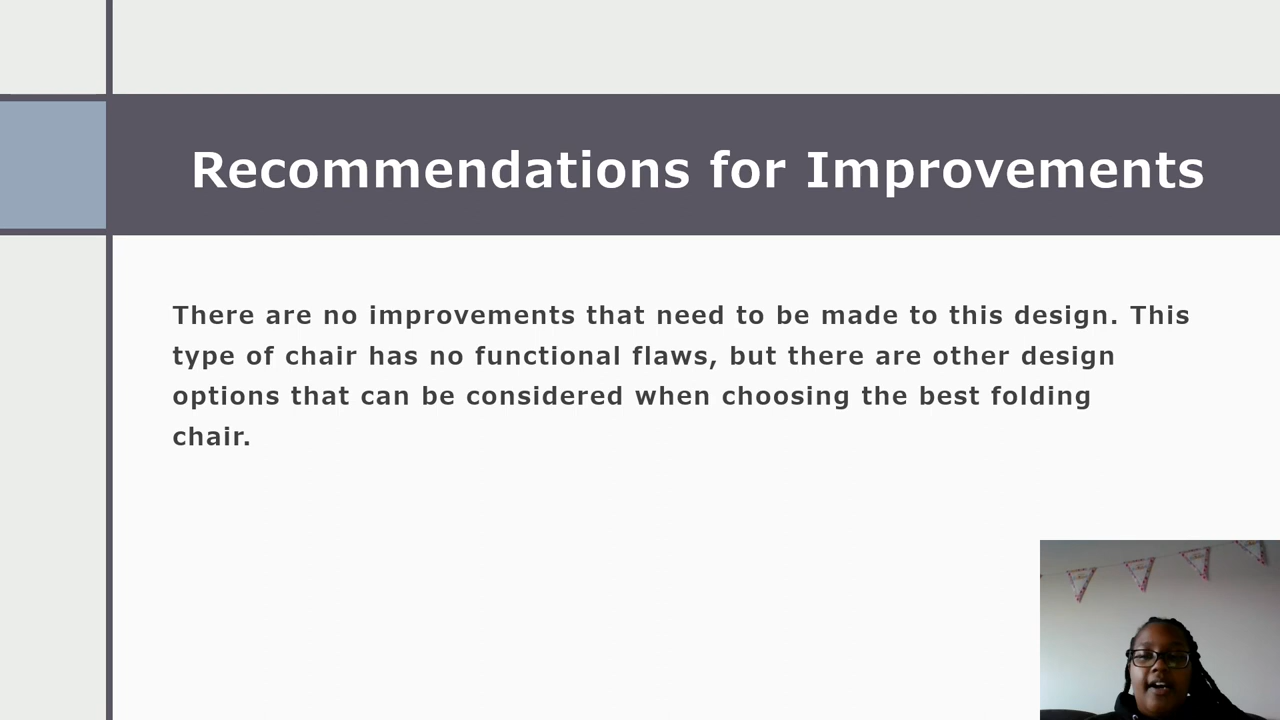 Recommendations for Improvements
There are no improvements that need to be made to this design. This
type of chair has no functional flaws, but there are other design
options that can be considered when choosing the best folding
chair.